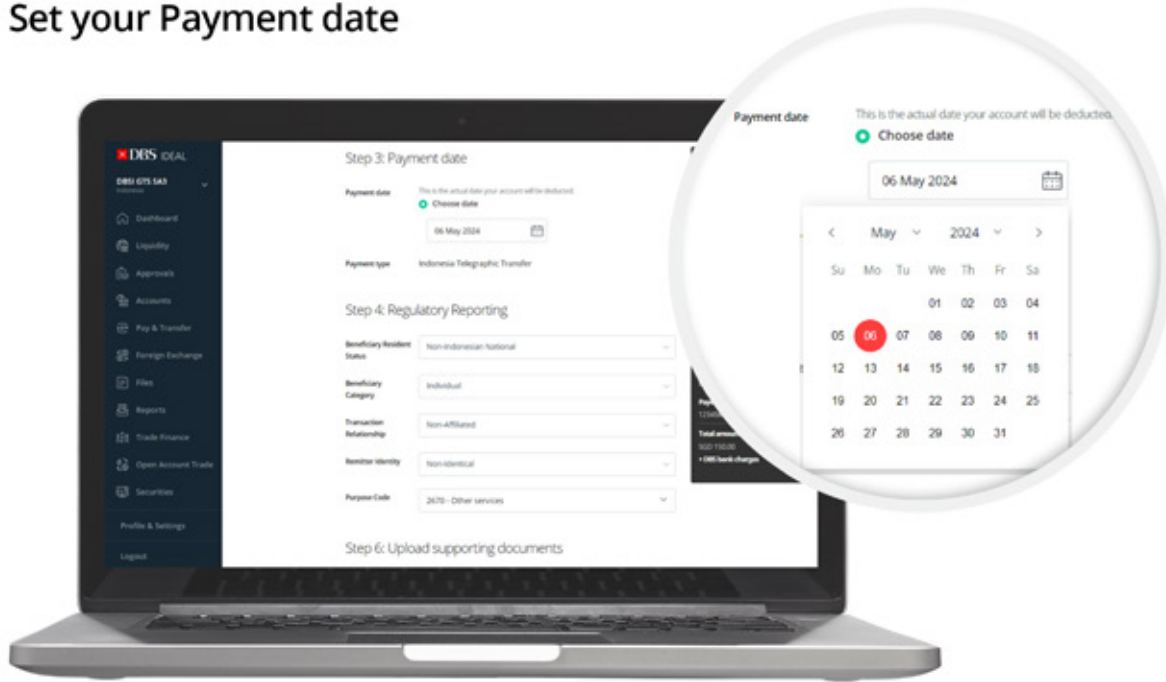 Set your Payment date
DBS IDEAL
DBSI GTS SA3
Indonesia
Dashboard
Liquidity
Approvals
Accounts
Pay & Transfer
Foreign Exchange
Files
Reports
Trade Finance
Open Account Trade
Securities
Profile & Settings
Logout
Step 3: Payment date
Payment date
This is the actual date your account will be deducted.
Choose date
06 May 2024
Payment type Indonesia Telegraphic Transfer
Step 4: Regulatory Reporting
Beneficiary Resident
Status
Non-Indonesian National
Beneficiary
Category
Individual
Transaction
Relationship
Non-Affiliated
Remitter Identity
Non-Identical
Purpose Code
2670 - Other services
Step 6: Upload supporting documents
Total amount
SGD 150.00
+ DBS bank charges
Payment date
This is the actual date your account will be deducted.
Choose date
06 May 2024
May 2024
Su Mo Tu We Th Fr Sa
01 02 03 04
05 06 07 08 09 10 11
12 13 14 15 16 17 18
19 20 21 22 23 24 25
26 27 28 29 30 31